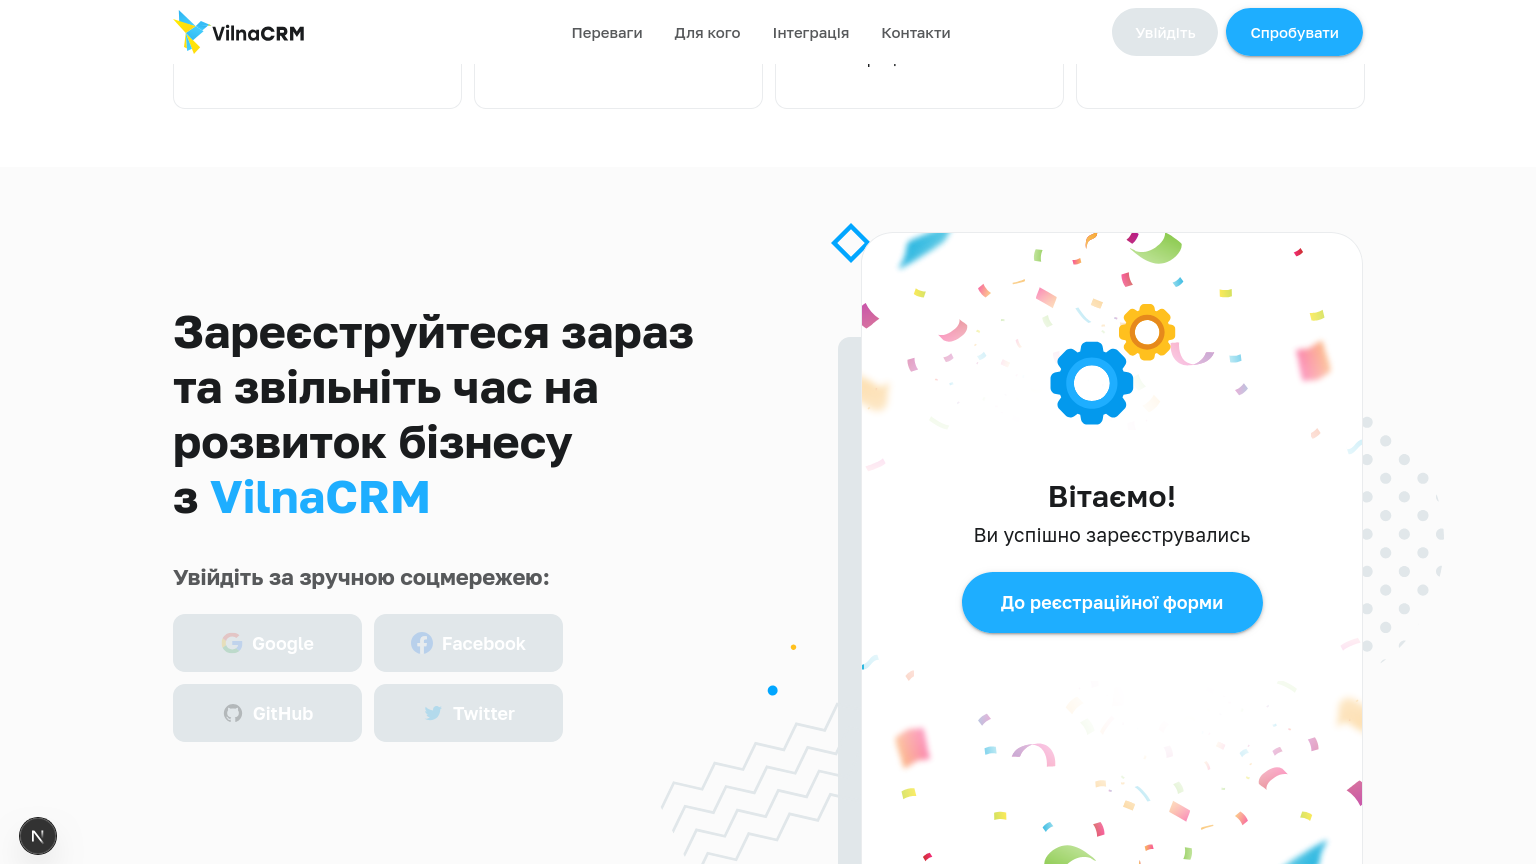 VilnaCRM
Переваги
Для кого
Інтеграція
Контакти
Увійдіть
Спробувати
Зареєструйтеся зараз
та звільніть час на
розвиток бізнесу
з VilnaCRM
Увійдіть за зручною соцмережею:
Google
Facebook
GitHub
Twitter
Вітаємо!
Ви успішно зареєструвались
До реєстраційної форми